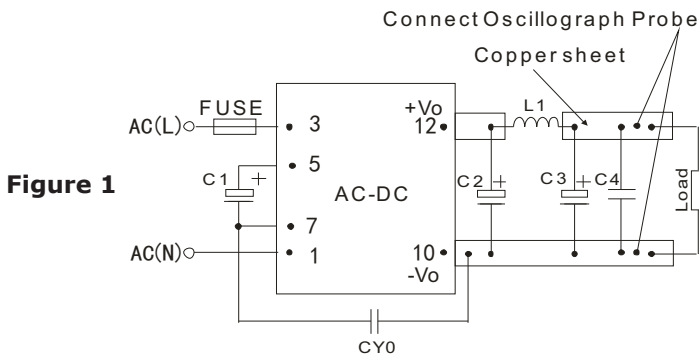 Connect Oscillograph Probe
Copper sheet
FUSE
L1
+Vo
AC(L)
3
12
5
C1
+
C2
+
C3
+
C4
Load
Figure 1
AC-DC
7
AC(N)
1
10
-Vo
CY0